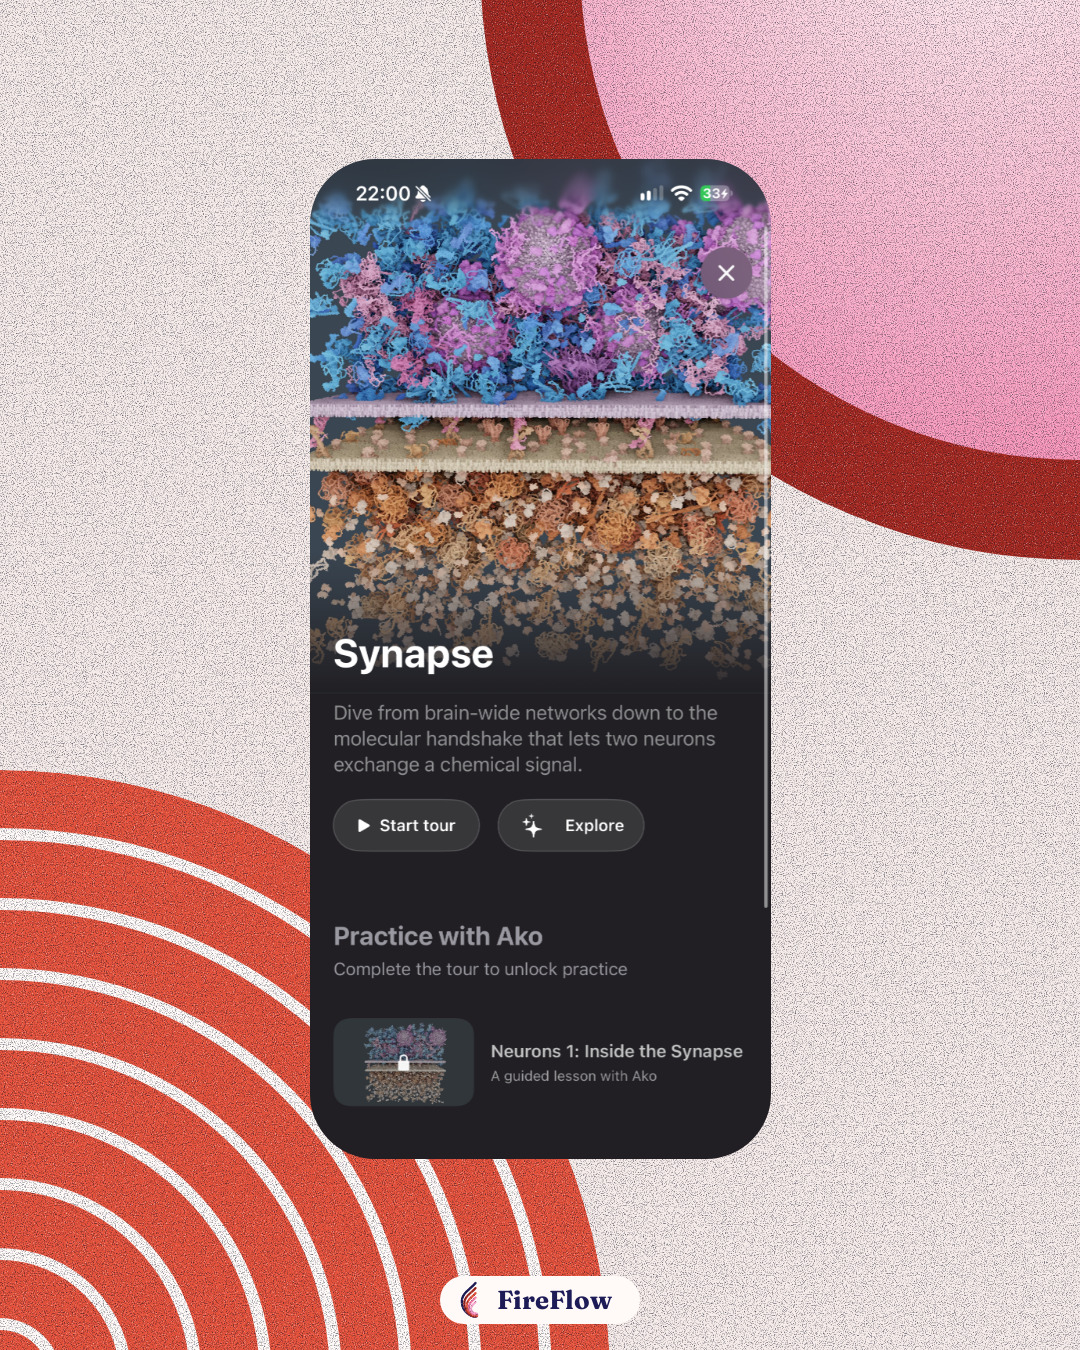 22:00
33
Synapse
Dive from brain-wide networks down to the
molecular handshake that lets two neurons
exchange a chemical signal.
Start tour
Explore
Practice with Ako
Complete the tour to unlock practice
Neurons 1: Inside the Synapse
A guided lesson with Ako
FireFlow